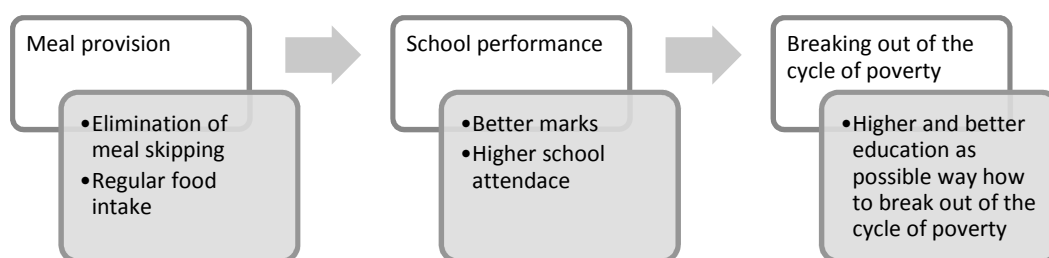 Meal provision
•Elimination of
meal skipping
•Regular food
intake
School performance
•Better marks
•Higher school
attendace
Breaking out of the
cycle of poverty
•Higher and better
education as
possible way how
to break out of the
cycle of poverty